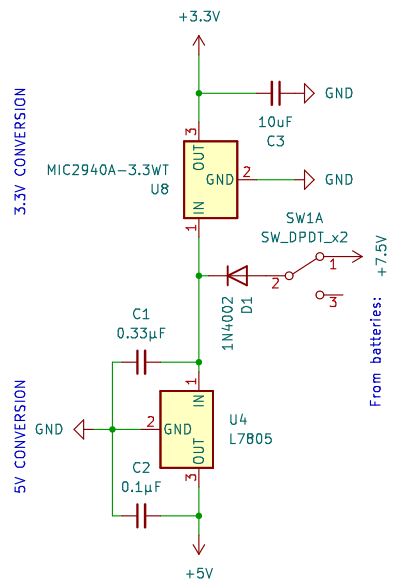 +3.3V
3.3V CONVERSION
GND
10uF
C3
3
OUT
MIC2940A-3.3WT
U8
GND
2
GND
IN
1
SW1A
SW_DPDT_x2
1
2
3
+7.5V
1N4002
D1
From batteries:
C1
0.33µF
1
IN
5V CONVERSION
GND
2
GND
U4
L7805
OUT
3
C2
0.1µF
+5V